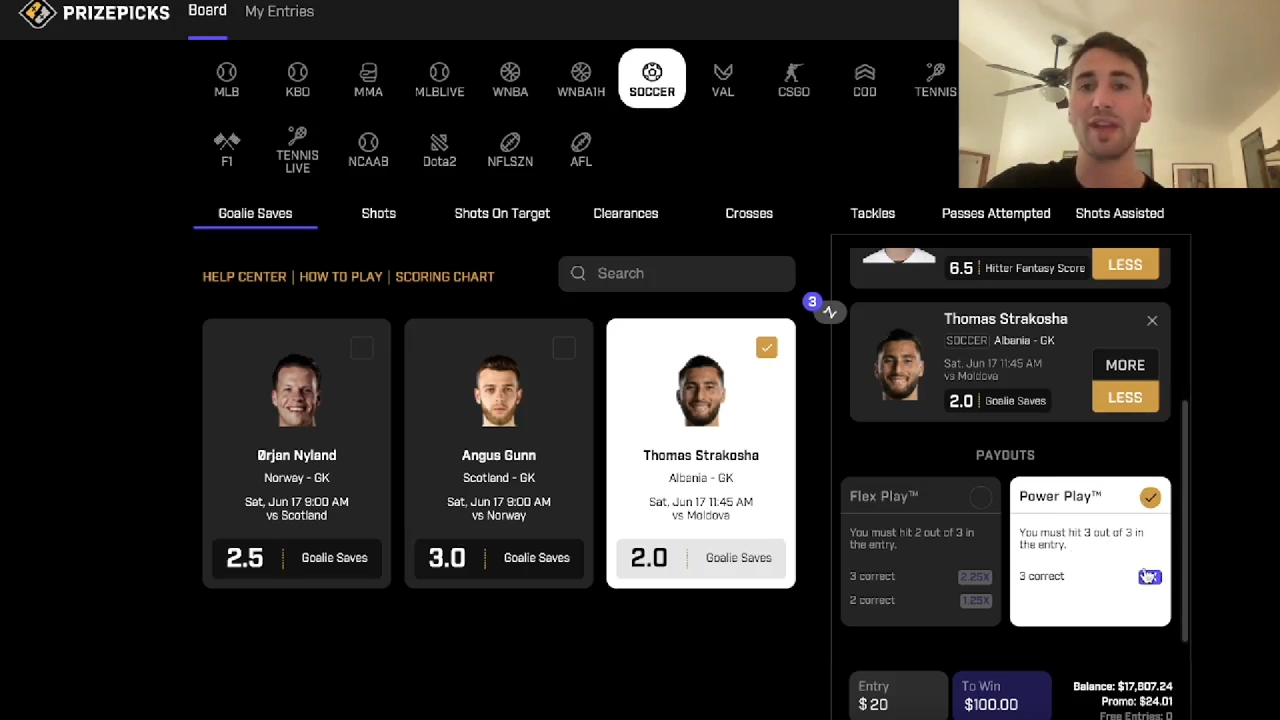 PRIZEPICKS
Board
My Entries
MLB
KBO
MMA
MLBLIVE
WNBA
WNBA1H
SOCCER
VAL
CSGO
COD
TENNIS
F1
TENNIS
LIVE
NCAAB
Dota2
NFLSZN
AFL
Goalie Saves
Shots
Shots On Target
Clearances
Crosses
Tackles
Passes Attempted
Shots Assisted
HELP CENTER | HOW TO PLAY | SCORING CHART
Search
Ørjan Nyland
Norway - GK
Sat, Jun 17 9:00 AM
vs Scotland
2.5 Goalie Saves
Angus Gunn
Scotland - GK
Sat, Jun 17 9:00 AM
vs Norway
3.0 Goalie Saves
Thomas Strakosha
Albania - GK
Sat, Jun 17 11:45 AM
vs Moldova
2.0 Goalie Saves
3
6.5 Hitter Fantasy Score
LESS
Thomas Strakosha
SOCCER Albania - GK
Sat, Jun 17 11:45 AM
vs Moldova
2.0 Goalie Saves
MORE
LESS
PAYOUTS
Flex Play™
You must hit 2 out of 3 in
the entry.
3 correct 2.25X
2 correct 1.25X
Power Play™
You must hit 3 out of 3 in
the entry.
3 correct
Entry
$ 20
To Win
$100.00
Balance: $17,807.24
Promo: $24.01
Free Entries: 0